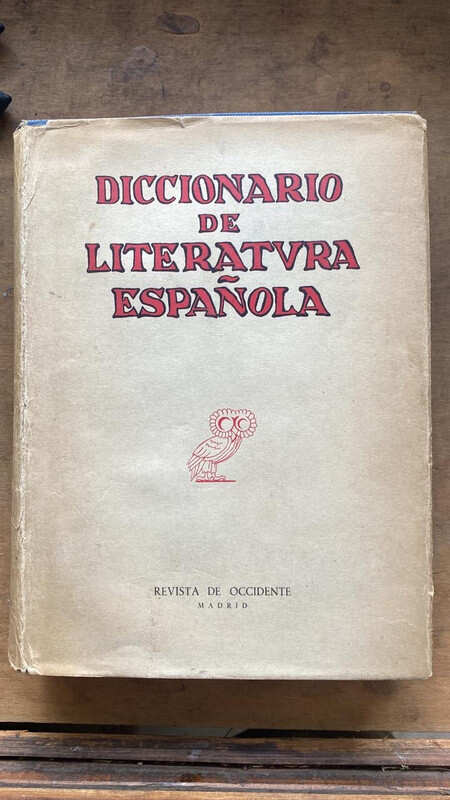 DICCIONARIO
DE
LITERATVRA
ESPAÑOLA
REVISTA DE OCCIDENTE
MADRID